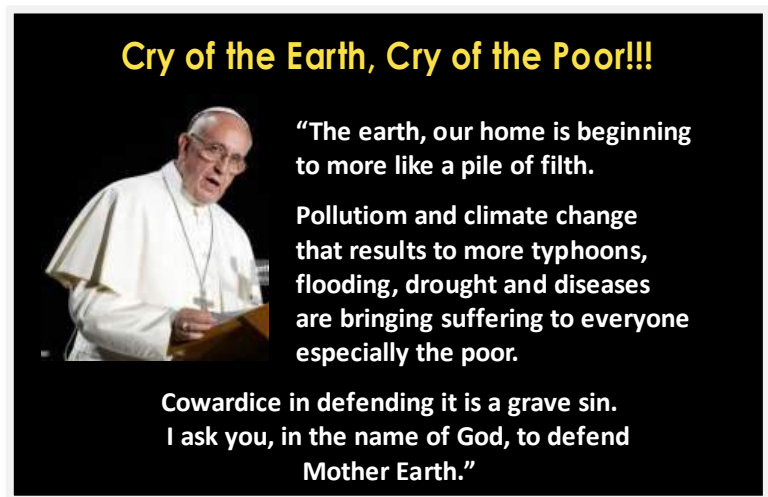 Cry of the Earth, Cry of the Poor!!!
“The earth, our home is beginning
to more like a pile of filth.
Pollutiom and climate change
that results to more typhoons,
flooding, drought and diseases
are bringing suffering to everyone
especially the poor.
Cowardice in defending it is a grave sin.
I ask you, in the name of God, to defend
Mother Earth.”